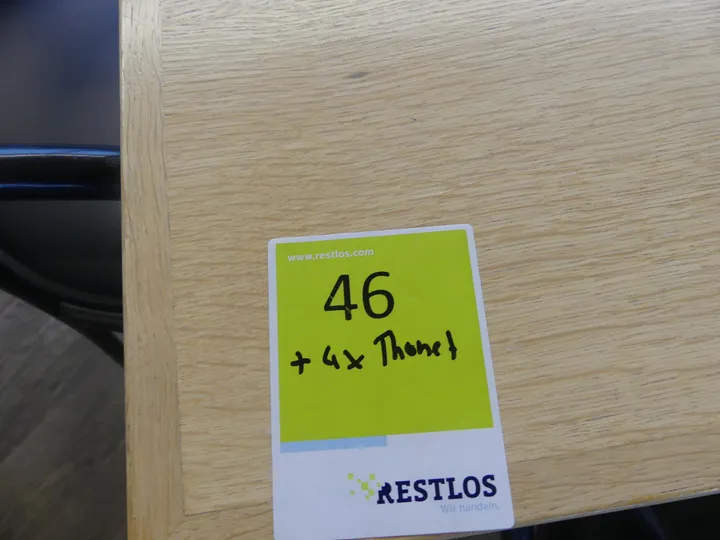 www.restlos.com
46
+ 4x Thonet
RESTLOS
Wir handeln.